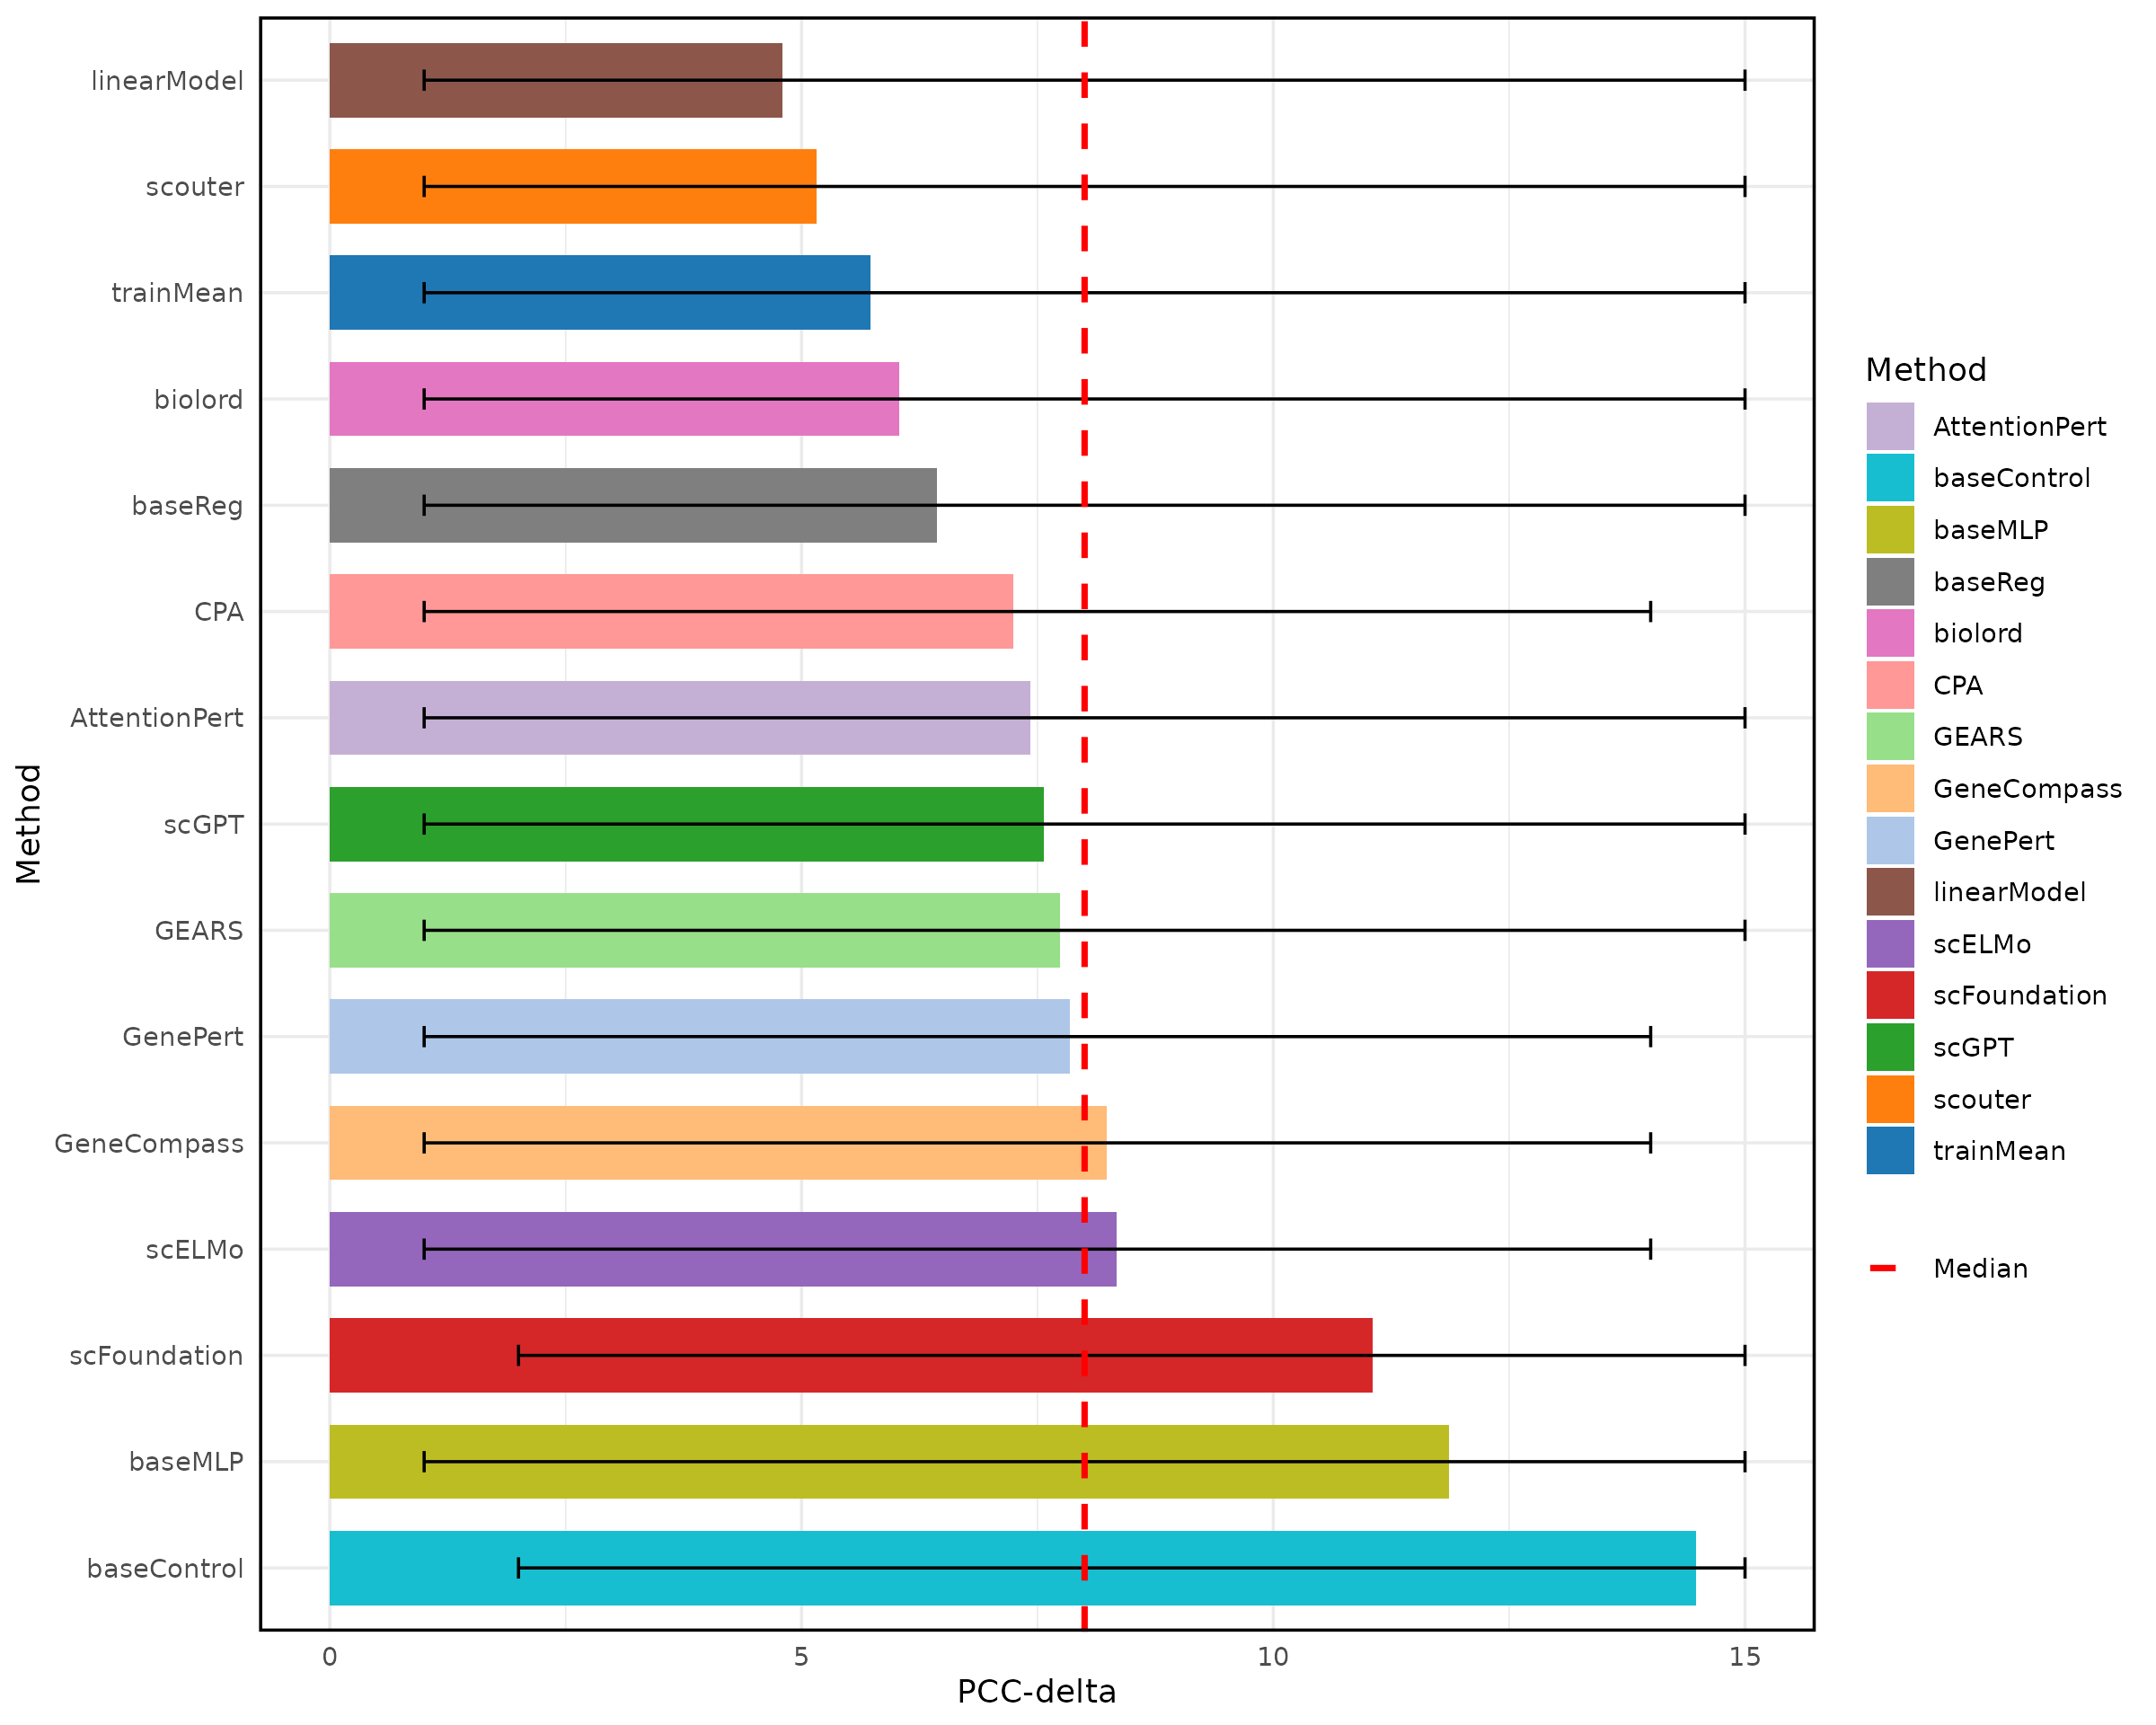 Method
linearModel
scouter
trainMean
biolord
baseReg
CPA
AttentionPert
scGPT
GEARS
GenePert
GeneCompass
scELMo
scFoundation
baseMLP
baseControl
0 5 10 15
PCC-delta
Method
AttentionPert
baseControl
baseMLP
baseReg
biolord
CPA
GEARS
GeneCompass
GenePert
linearModel
scELMo
scFoundation
scGPT
scouter
trainMean
Median